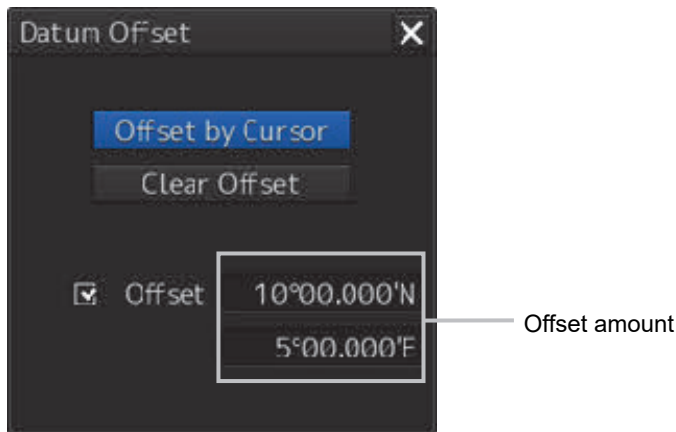 Datum Offset
Offset by Cursor
Clear Offset
Offset 10°00.000'N
5°00.000'E
Offset amount